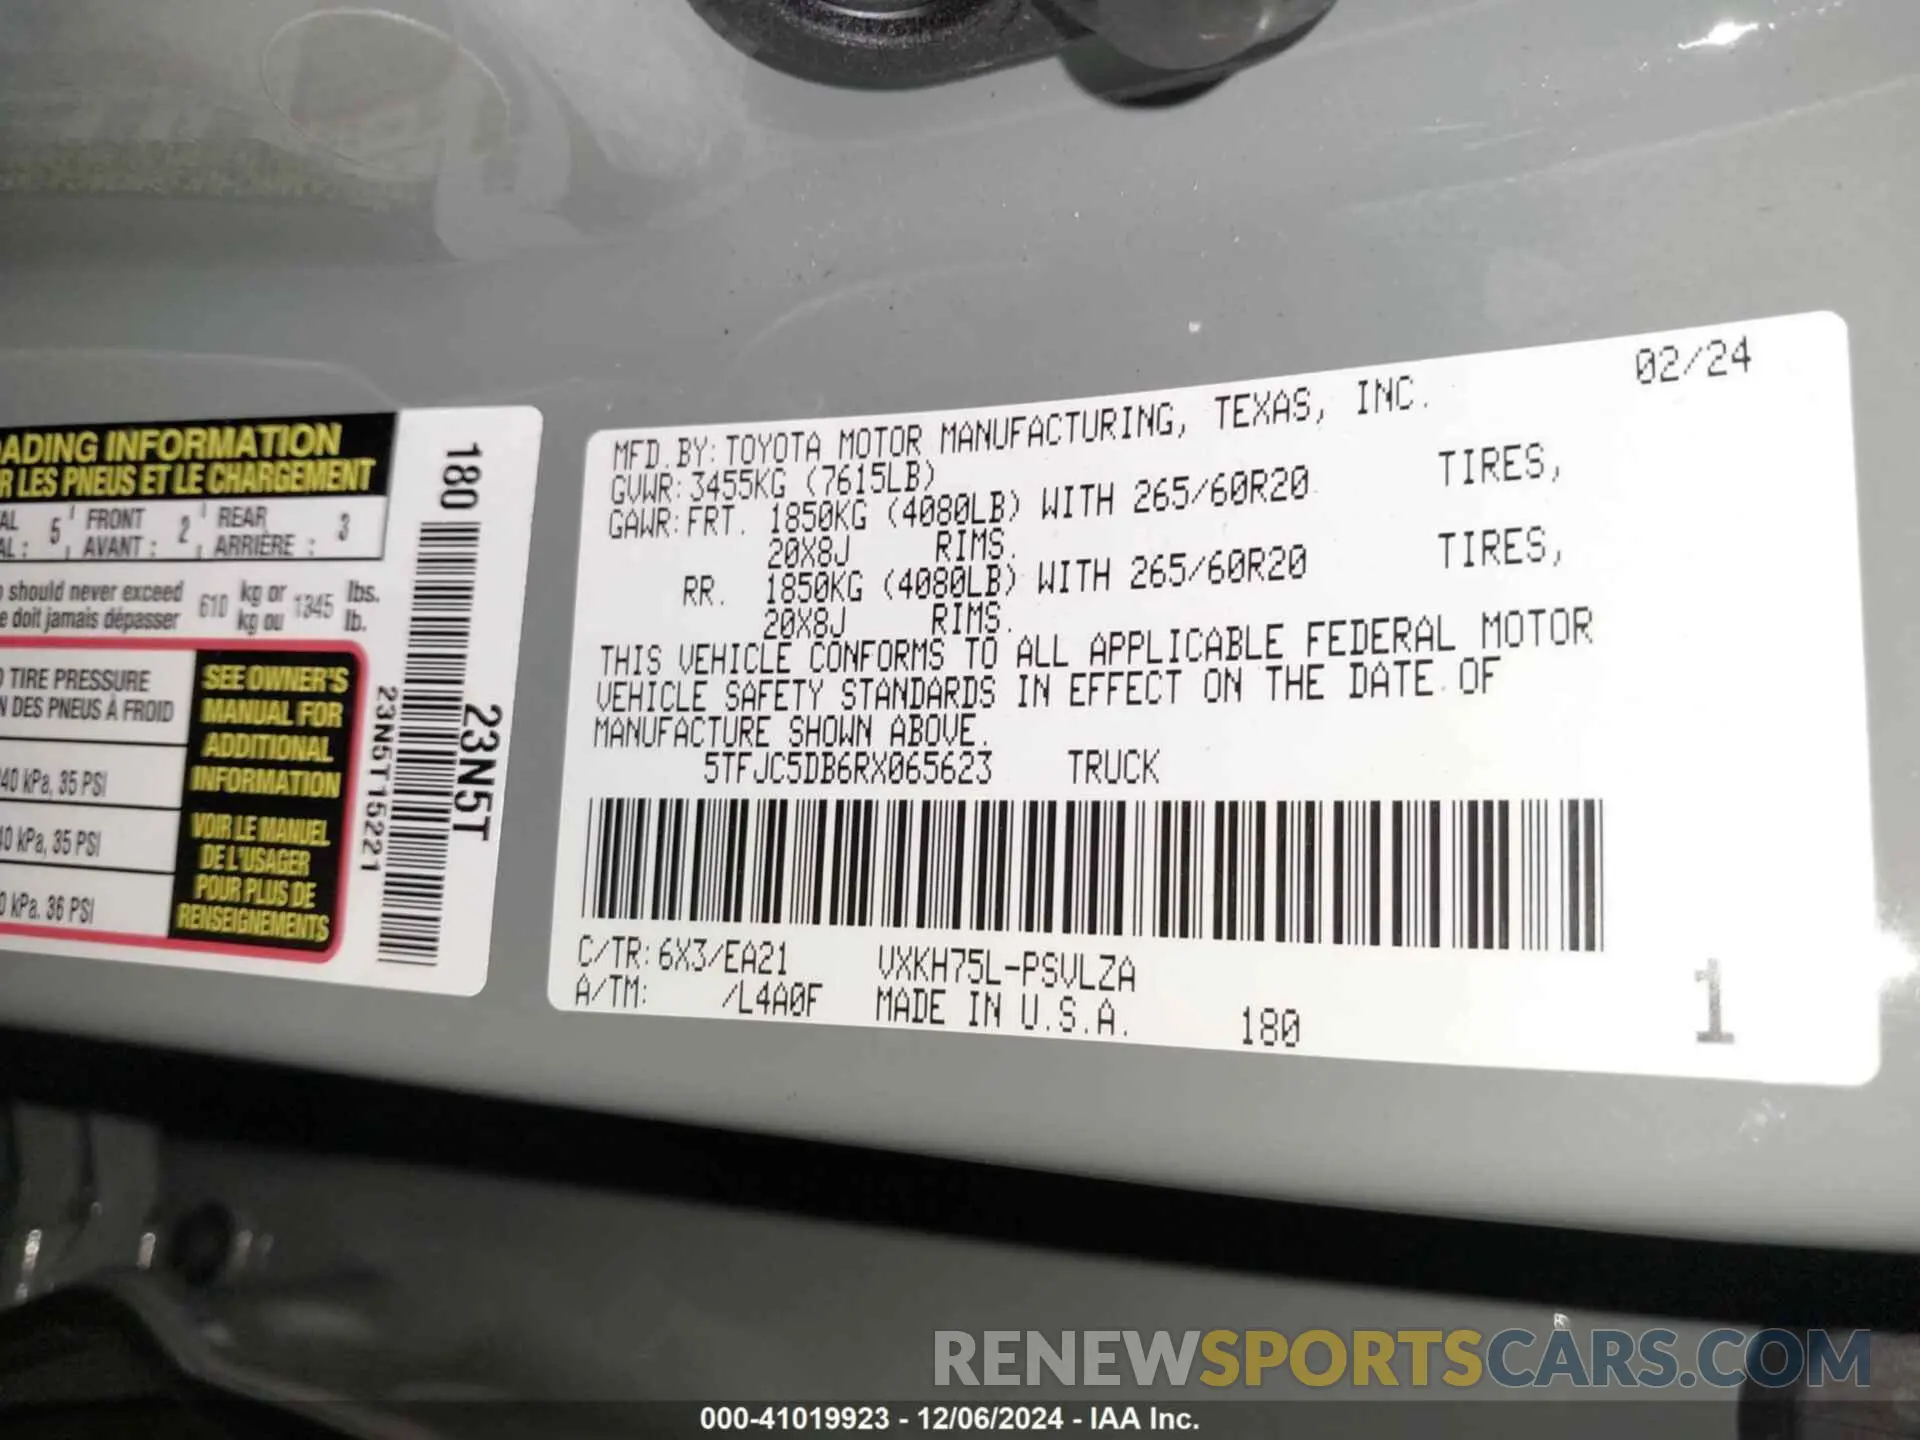 ADING INFORMATION
R LES PNEUS ET LE CHARGEMENT
AL 5 FRONT 2 REAR 3
AL : AVANT : ARRIÈRE :
should never exceed 610 kg or 1345 lbs.
e doit jamais dépasser kg ou lb.
TIRE PRESSURE
N DES PNEUS À FROID
40 kPa, 35 PSI
40 kPa, 35 PSI
0 kPa. 36 PSI
SEE OWNER'S
MANUAL FOR
ADDITIONAL
INFORMATION
VOIR LE MANUEL
DE L'USAGER
POUR PLUS DE
RENSEIGNEMENTS
180
23N5T
23N5T15221
02/24
MFD. BY: TOYOTA MOTOR MANUFACTURING, TEXAS, INC.
GVWR: 3455KG (7615LB)
GAWR: FRT. 1850KG (4080LB) WITH 265/60R20 TIRES,
20X8J RIMS.
RR. 1850KG (4080LB) WITH 265/60R20 TIRES,
20X8J RIMS.
THIS VEHICLE CONFORMS TO ALL APPLICABLE FEDERAL MOTOR
VEHICLE SAFETY STANDARDS IN EFFECT ON THE DATE OF
MANUFACTURE SHOWN ABOVE.
5TFJC5DB6RX065623 TRUCK
C/TR: 6X3/EA21 VXKH75L-PSVLZA
A/TM: /L4A0F MADE IN U.S.A. 180
1
RENEWSPORTSCARS.COM
000-41019923 - 12/06/2024 - IAA Inc.